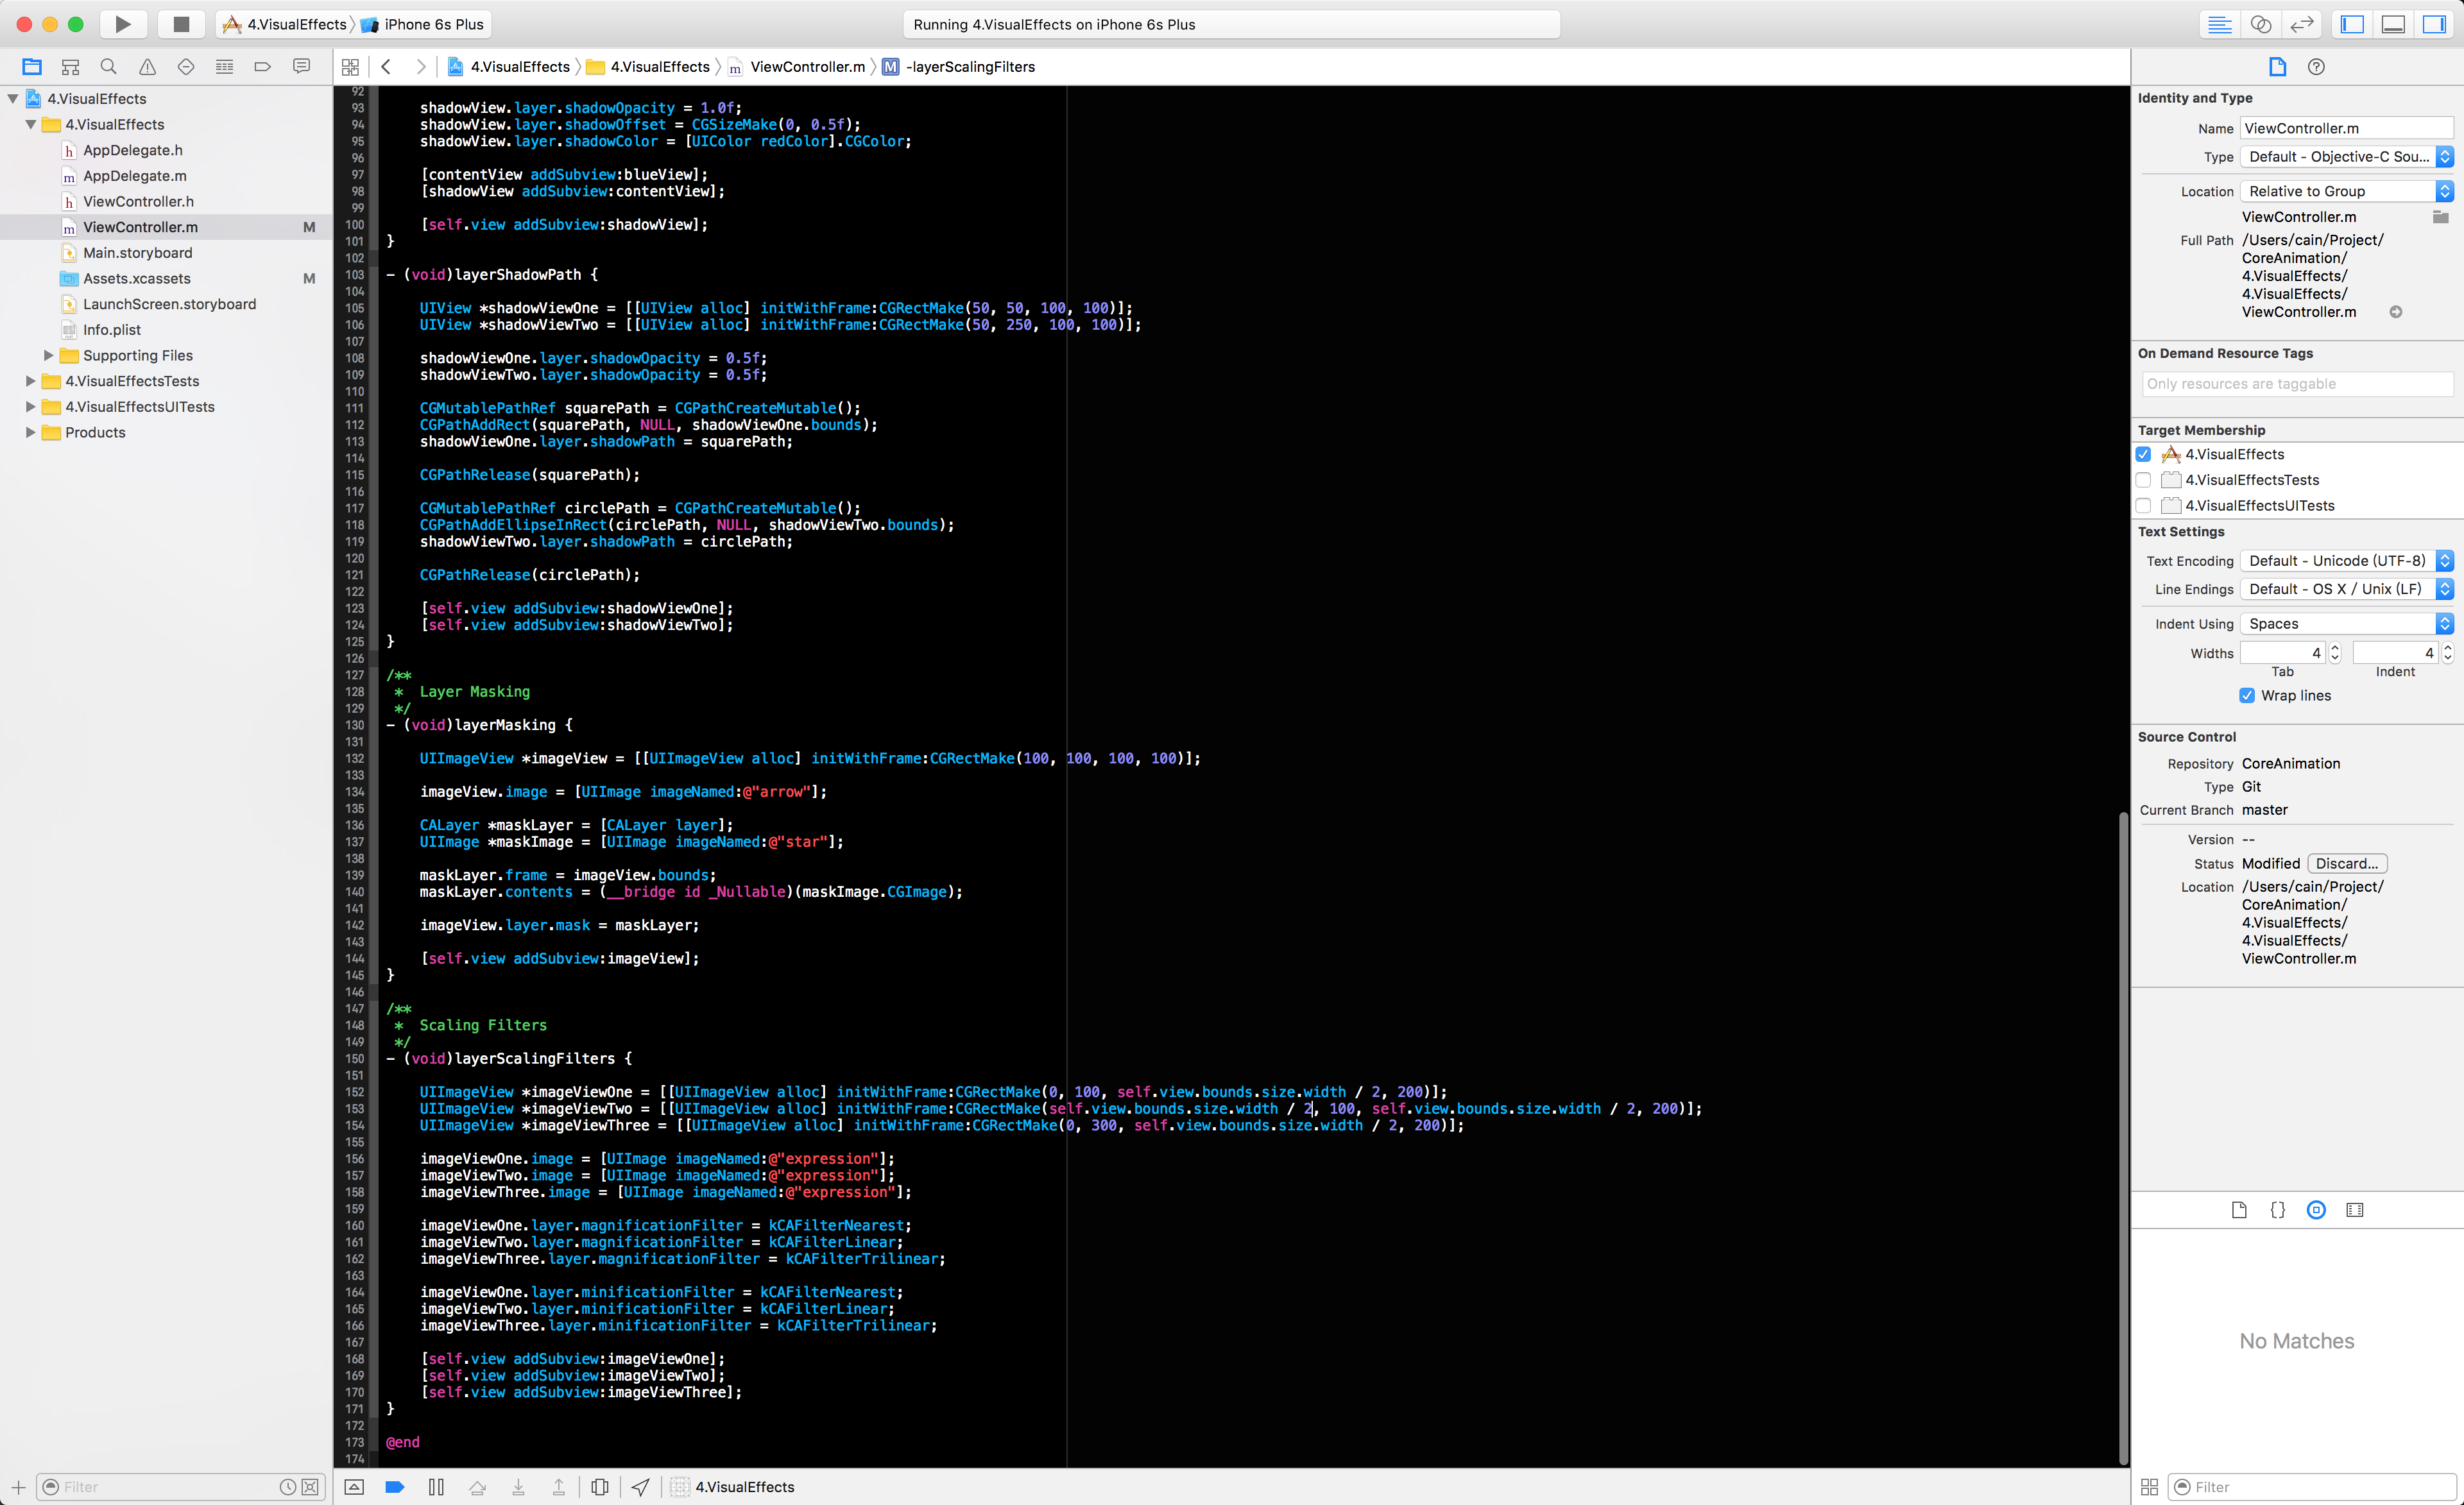 4.VisualEffects
iPhone 6s Plus
Running 4.VisualEffects on iPhone 6s Plus
4.VisualEffects
4.VisualEffects
ViewController.m
M
-layerScalingFilters
4.VisualEffects
4.VisualEffects
h AppDelegate.h
m AppDelegate.m
h ViewController.h
m ViewController.m M
Main.storyboard
Assets.xcassets M
LaunchScreen.storyboard
Info.plist
Supporting Files
4.VisualEffectsTests
4.VisualEffectsUITests
Products
Filter
92
93 shadowView.layer.shadowOpacity = 1.0f;
94 shadowView.layer.shadowOffset = CGSizeMake(0, 0.5f);
95 shadowView.layer.shadowColor = [UIColor redColor].CGColor;
96
97 [contentView addSubview:blueView];
98 [shadowView addSubview:contentView];
99
100 [self.view addSubview:shadowView];
101 }
102
103 - (void)layerShadowPath {
104
105 UIView *shadowViewOne = [[UIView alloc] initWithFrame:CGRectMake(50, 50, 100, 100)];
106 UIView *shadowViewTwo = [[UIView alloc] initWithFrame:CGRectMake(50, 250, 100, 100)];
107
108 shadowViewOne.layer.shadowOpacity = 0.5f;
109 shadowViewTwo.layer.shadowOpacity = 0.5f;
110
111 CGMutablePathRef squarePath = CGPathCreateMutable();
112 CGPathAddRect(squarePath, NULL, shadowViewOne.bounds);
113 shadowViewOne.layer.shadowPath = squarePath;
114
115 CGPathRelease(squarePath);
116
117 CGMutablePathRef circlePath = CGPathCreateMutable();
118 CGPathAddEllipseInRect(circlePath, NULL, shadowViewTwo.bounds);
119 shadowViewTwo.layer.shadowPath = circlePath;
120
121 CGPathRelease(circlePath);
122
123 [self.view addSubview:shadowViewOne];
124 [self.view addSubview:shadowViewTwo];
125 }
126
127 /**
128 * Layer Masking
129 */
130 - (void)layerMasking {
131
132 UIImageView *imageView = [[UIImageView alloc] initWithFrame:CGRectMake(100, 100, 100, 100)];
133
134 imageView.image = [UIImage imageNamed:@"arrow"];
135
136 CALayer *maskLayer = [CALayer layer];
137 UIImage *maskImage = [UIImage imageNamed:@"star"];
138
139 maskLayer.frame = imageView.bounds;
140 maskLayer.contents = (__bridge id _Nullable)(maskImage.CGImage);
141
142 imageView.layer.mask = maskLayer;
143
144 [self.view addSubview:imageView];
145 }
146
147 /**
148 * Scaling Filters
149 */
150 - (void)layerScalingFilters {
151
152 UIImageView *imageViewOne = [[UIImageView alloc] initWithFrame:CGRectMake(0, 100, self.view.bounds.size.width / 2, 200)];
153 UIImageView *imageViewTwo = [[UIImageView alloc] initWithFrame:CGRectMake(self.view.bounds.size.width / 2, 100, self.view.bounds.size.width / 2, 200)];
154 UIImageView *imageViewThree = [[UIImageView alloc] initWithFrame:CGRectMake(0, 300, self.view.bounds.size.width / 2, 200)];
155
156 imageViewOne.image = [UIImage imageNamed:@"expression"];
157 imageViewTwo.image = [UIImage imageNamed:@"expression"];
158 imageViewThree.image = [UIImage imageNamed:@"expression"];
159
160 imageViewOne.layer.magnificationFilter = kCAFilterNearest;
161 imageViewTwo.layer.magnificationFilter = kCAFilterLinear;
162 imageViewThree.layer.magnificationFilter = kCAFilterTrilinear;
163
164 imageViewOne.layer.minificationFilter = kCAFilterNearest;
165 imageViewTwo.layer.minificationFilter = kCAFilterLinear;
166 imageViewThree.layer.minificationFilter = kCAFilterTrilinear;
167
168 [self.view addSubview:imageViewOne];
169 [self.view addSubview:imageViewTwo];
170 [self.view addSubview:imageViewThree];
171 }
172
173 @end
174
4.VisualEffects
Identity and Type
Name ViewController.m
Type Default - Objective-C Sou...
Location Relative to Group
ViewController.m
Full Path /Users/cain/Project/
CoreAnimation/
4.VisualEffects/
4.VisualEffects/
ViewController.m
On Demand Resource Tags
Only resources are taggable
Target Membership
4.VisualEffects
4.VisualEffectsTests
4.VisualEffectsUITests
Text Settings
Text Encoding Default - Unicode (UTF-8)
Line Endings Default - OS X / Unix (LF)
Indent Using Spaces
Widths 4 4
Tab Indent
Wrap lines
Source Control
Repository CoreAnimation
Type Git
Current Branch master
Version --
Status Modified Discard...
Location /Users/cain/Project/
CoreAnimation/
4.VisualEffects/
4.VisualEffects/
ViewController.m
No Matches
Filter